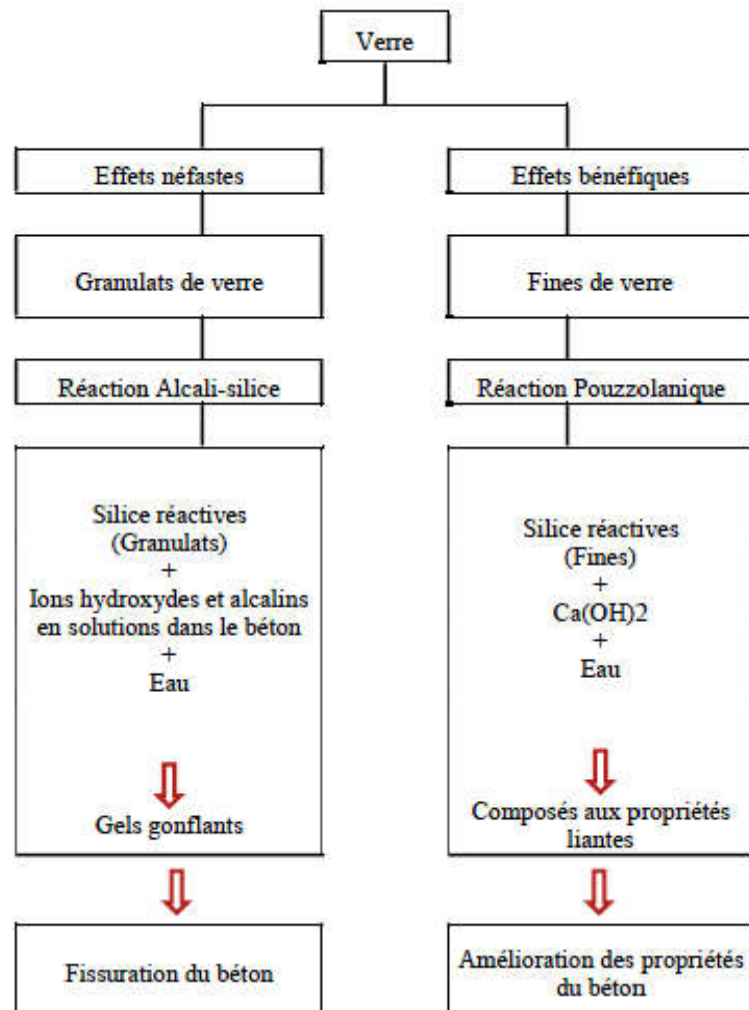 Verre
Effets néfastes
Granulats de verre
Réaction Alcali-silice
Silice réactives
(Granulats)
+
Ions hydroxydes et alcalins
en solutions dans le béton
+
Eau
Gels gonflants
Fissuration du béton
Effets bénéfiques
Fines de verre
Réaction Pouzzolanique
Silice réactives
(Fines)
+
Ca(OH)2
+
Eau
Composés aux propriétés
liantes
Amélioration des propriétés
du béton